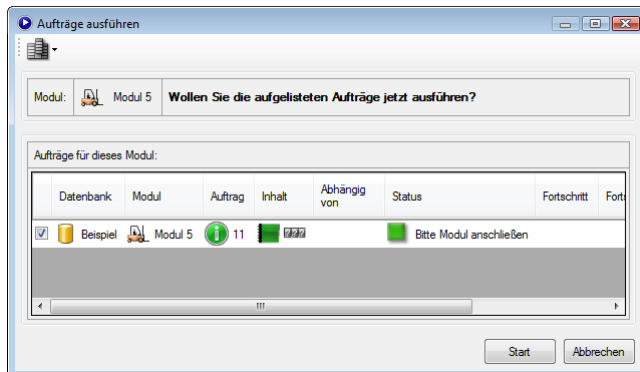 Aufträge ausführen
Modul: Modul 5 Wollen Sie die aufgelisteten Aufträge jetzt ausführen?
Aufträge für dieses Modul:
Datenbank Modul Auftrag Inhalt Abhängig von Status Fortschritt Forts
Beispiel Modul 5 11 Bitte Modul anschließen
Start Abbrechen